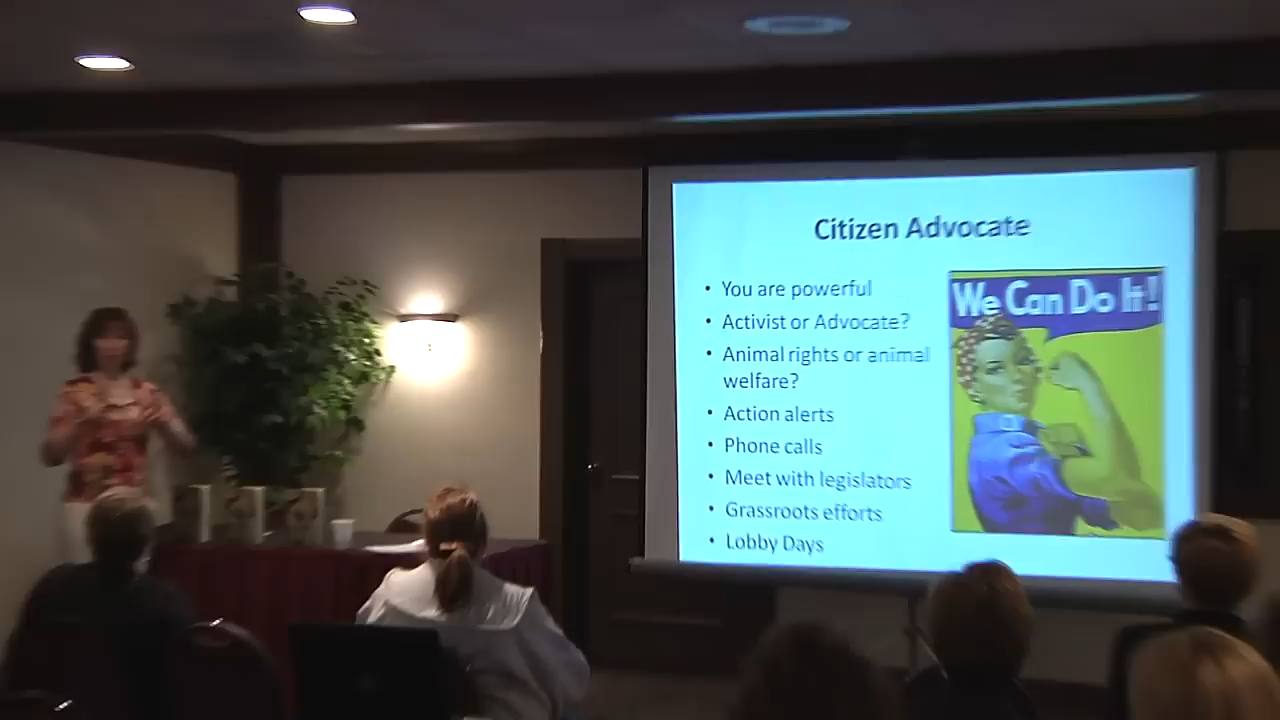 Citizen Advocate
• You are powerful
• Activist or Advocate?
• Animal rights or animal
welfare?
• Action alerts
• Phone calls
• Meet with legislators
• Grassroots efforts
• Lobby Days
We Can Do It!